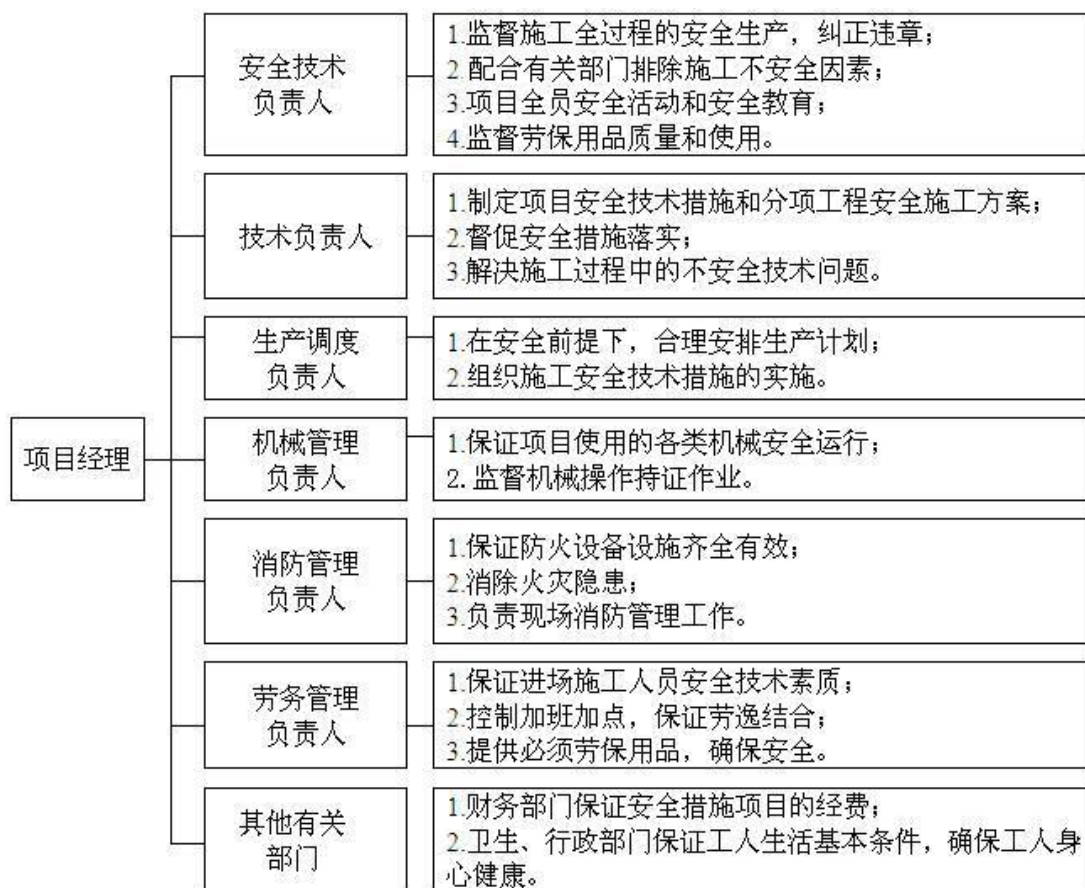 项目经理
安全技术
负责人
1.监督施工全过程的安全生产，纠正违章；
2.配合有关部门排除施工不安全因素；
3.项目全员安全活动和安全教育；
4.监督劳保用品质量和使用。
技术负责人
1.制定项目安全技术措施和分项工程安全施工方案；
2.督促安全措施落实；
3.解决施工过程中的不安全技术问题。
生产调度
负责人
1.在安全前提下，合理安排生产计划；
2.组织施工安全技术措施的实施。
机械管理
负责人
1.保证项目使用的各类机械安全运行；
2.监督机械操作持证作业。
消防管理
负责人
1.保证防火设备设施齐全有效；
2.消除火灾隐患；
3.负责现场消防管理工作。
劳务管理
负责人
1.保证进场施工人员安全技术素质；
2.控制加班加点，保证劳逸结合；
3.提供必须劳保用品，确保安全。
其他有关
部门
1.财务部门保证安全措施项目的经费；
2.卫生、行政部门保证工人生活基本条件，确保工人身
心健康。